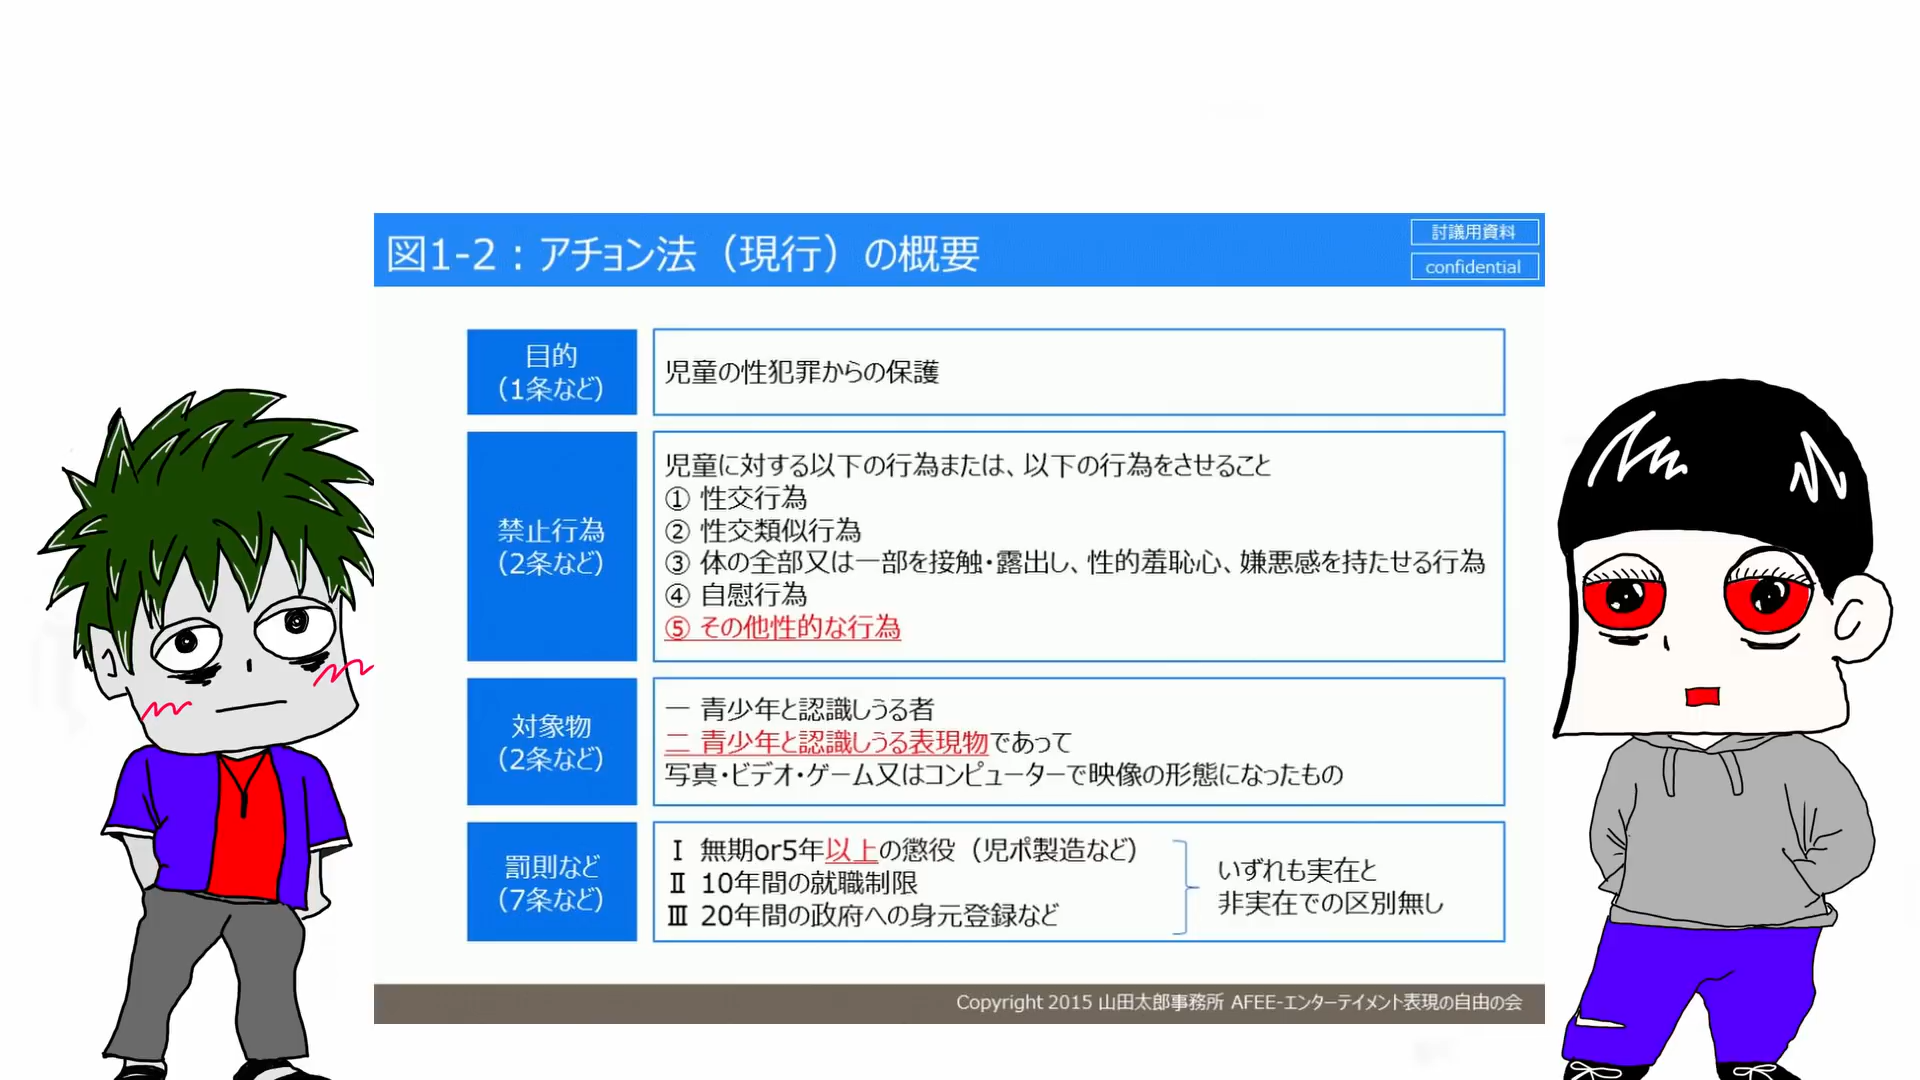 図1-2：アチョン法（現行）の概要
討議用資料
confidential
目的
（1条など）
児童の性犯罪からの保護
禁止行為
（2条など）
児童に対する以下の行為または、以下の行為をさせること
① 性交行為
② 性交類似行為
③ 体の全部又は一部を接触・露出し、性的羞恥心、嫌悪感を持たせる行為
④ 自慰行為
⑤ その他性的な行為
対象物
（2条など）
一 青少年と認識しうる者
二 青少年と認識しうる表現物であって
写真・ビデオ・ゲーム又はコンピューターで映像の形態になったもの
罰則など
（7条など）
Ⅰ 無期or5年以上の懲役（児ポ製造など）
Ⅱ 10年間の就職制限
Ⅲ 20年間の政府への身元登録など
いずれも実在と
非実在での区別無し
Copyright 2015 山田太郎事務所 AFEE-エンターテイメント表現の自由の会